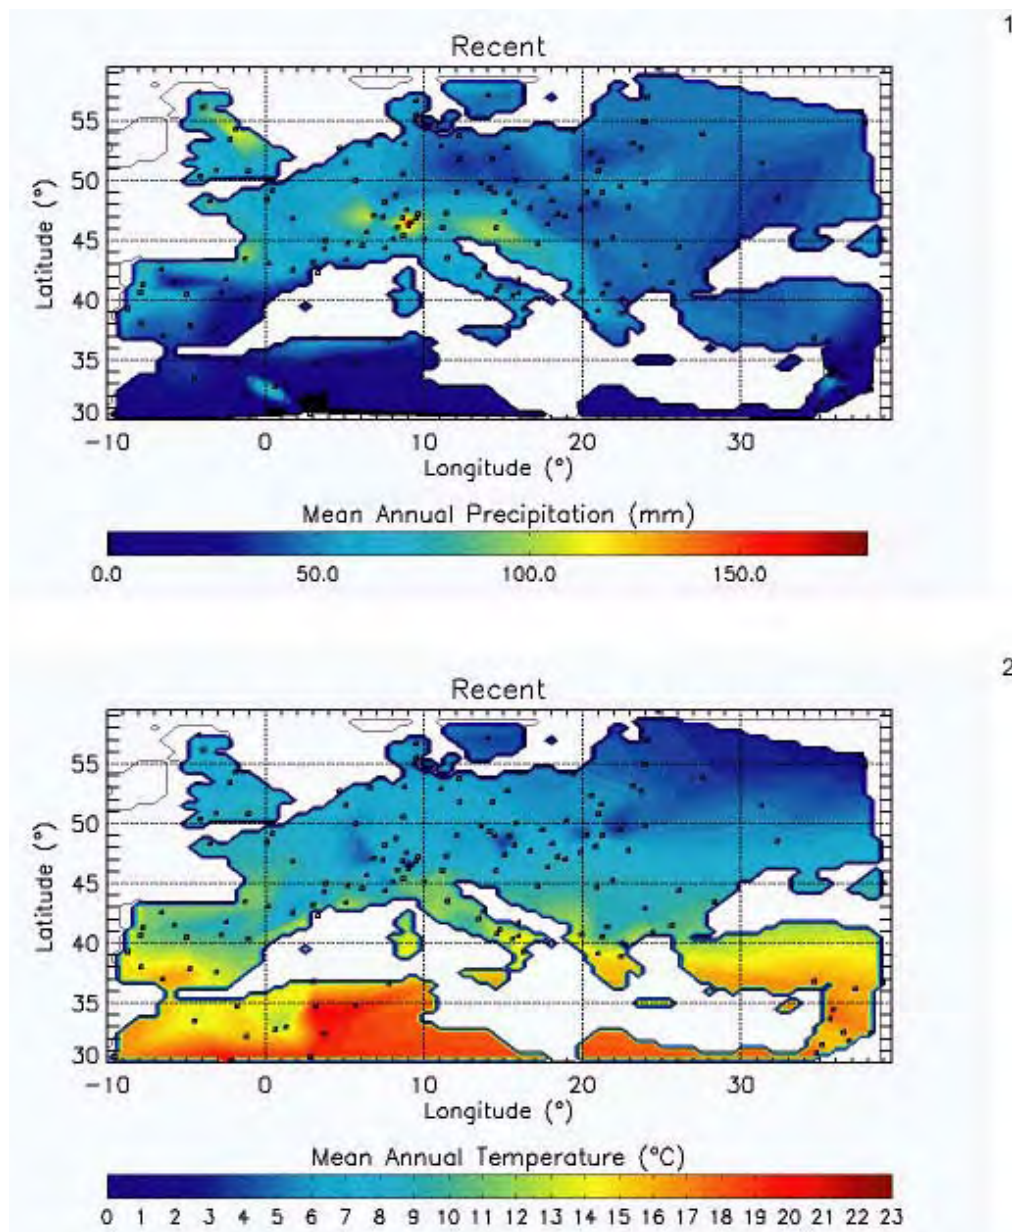 1
Recent
55
50
45
40
35
30
Latitude (°)
-10 0 10 20 30
Longitude (°)
Mean Annual Precipitation (mm)
0.0 50.0 100.0 150.0
2
Recent
55
50
45
40
35
30
Latitude (°)
-10 0 10 20 30
Longitude (°)
Mean Annual Temperature (°C)
0 1 2 3 4 5 6 7 8 9 10 11 12 13 14 15 16 17 18 19 20 21 22 23